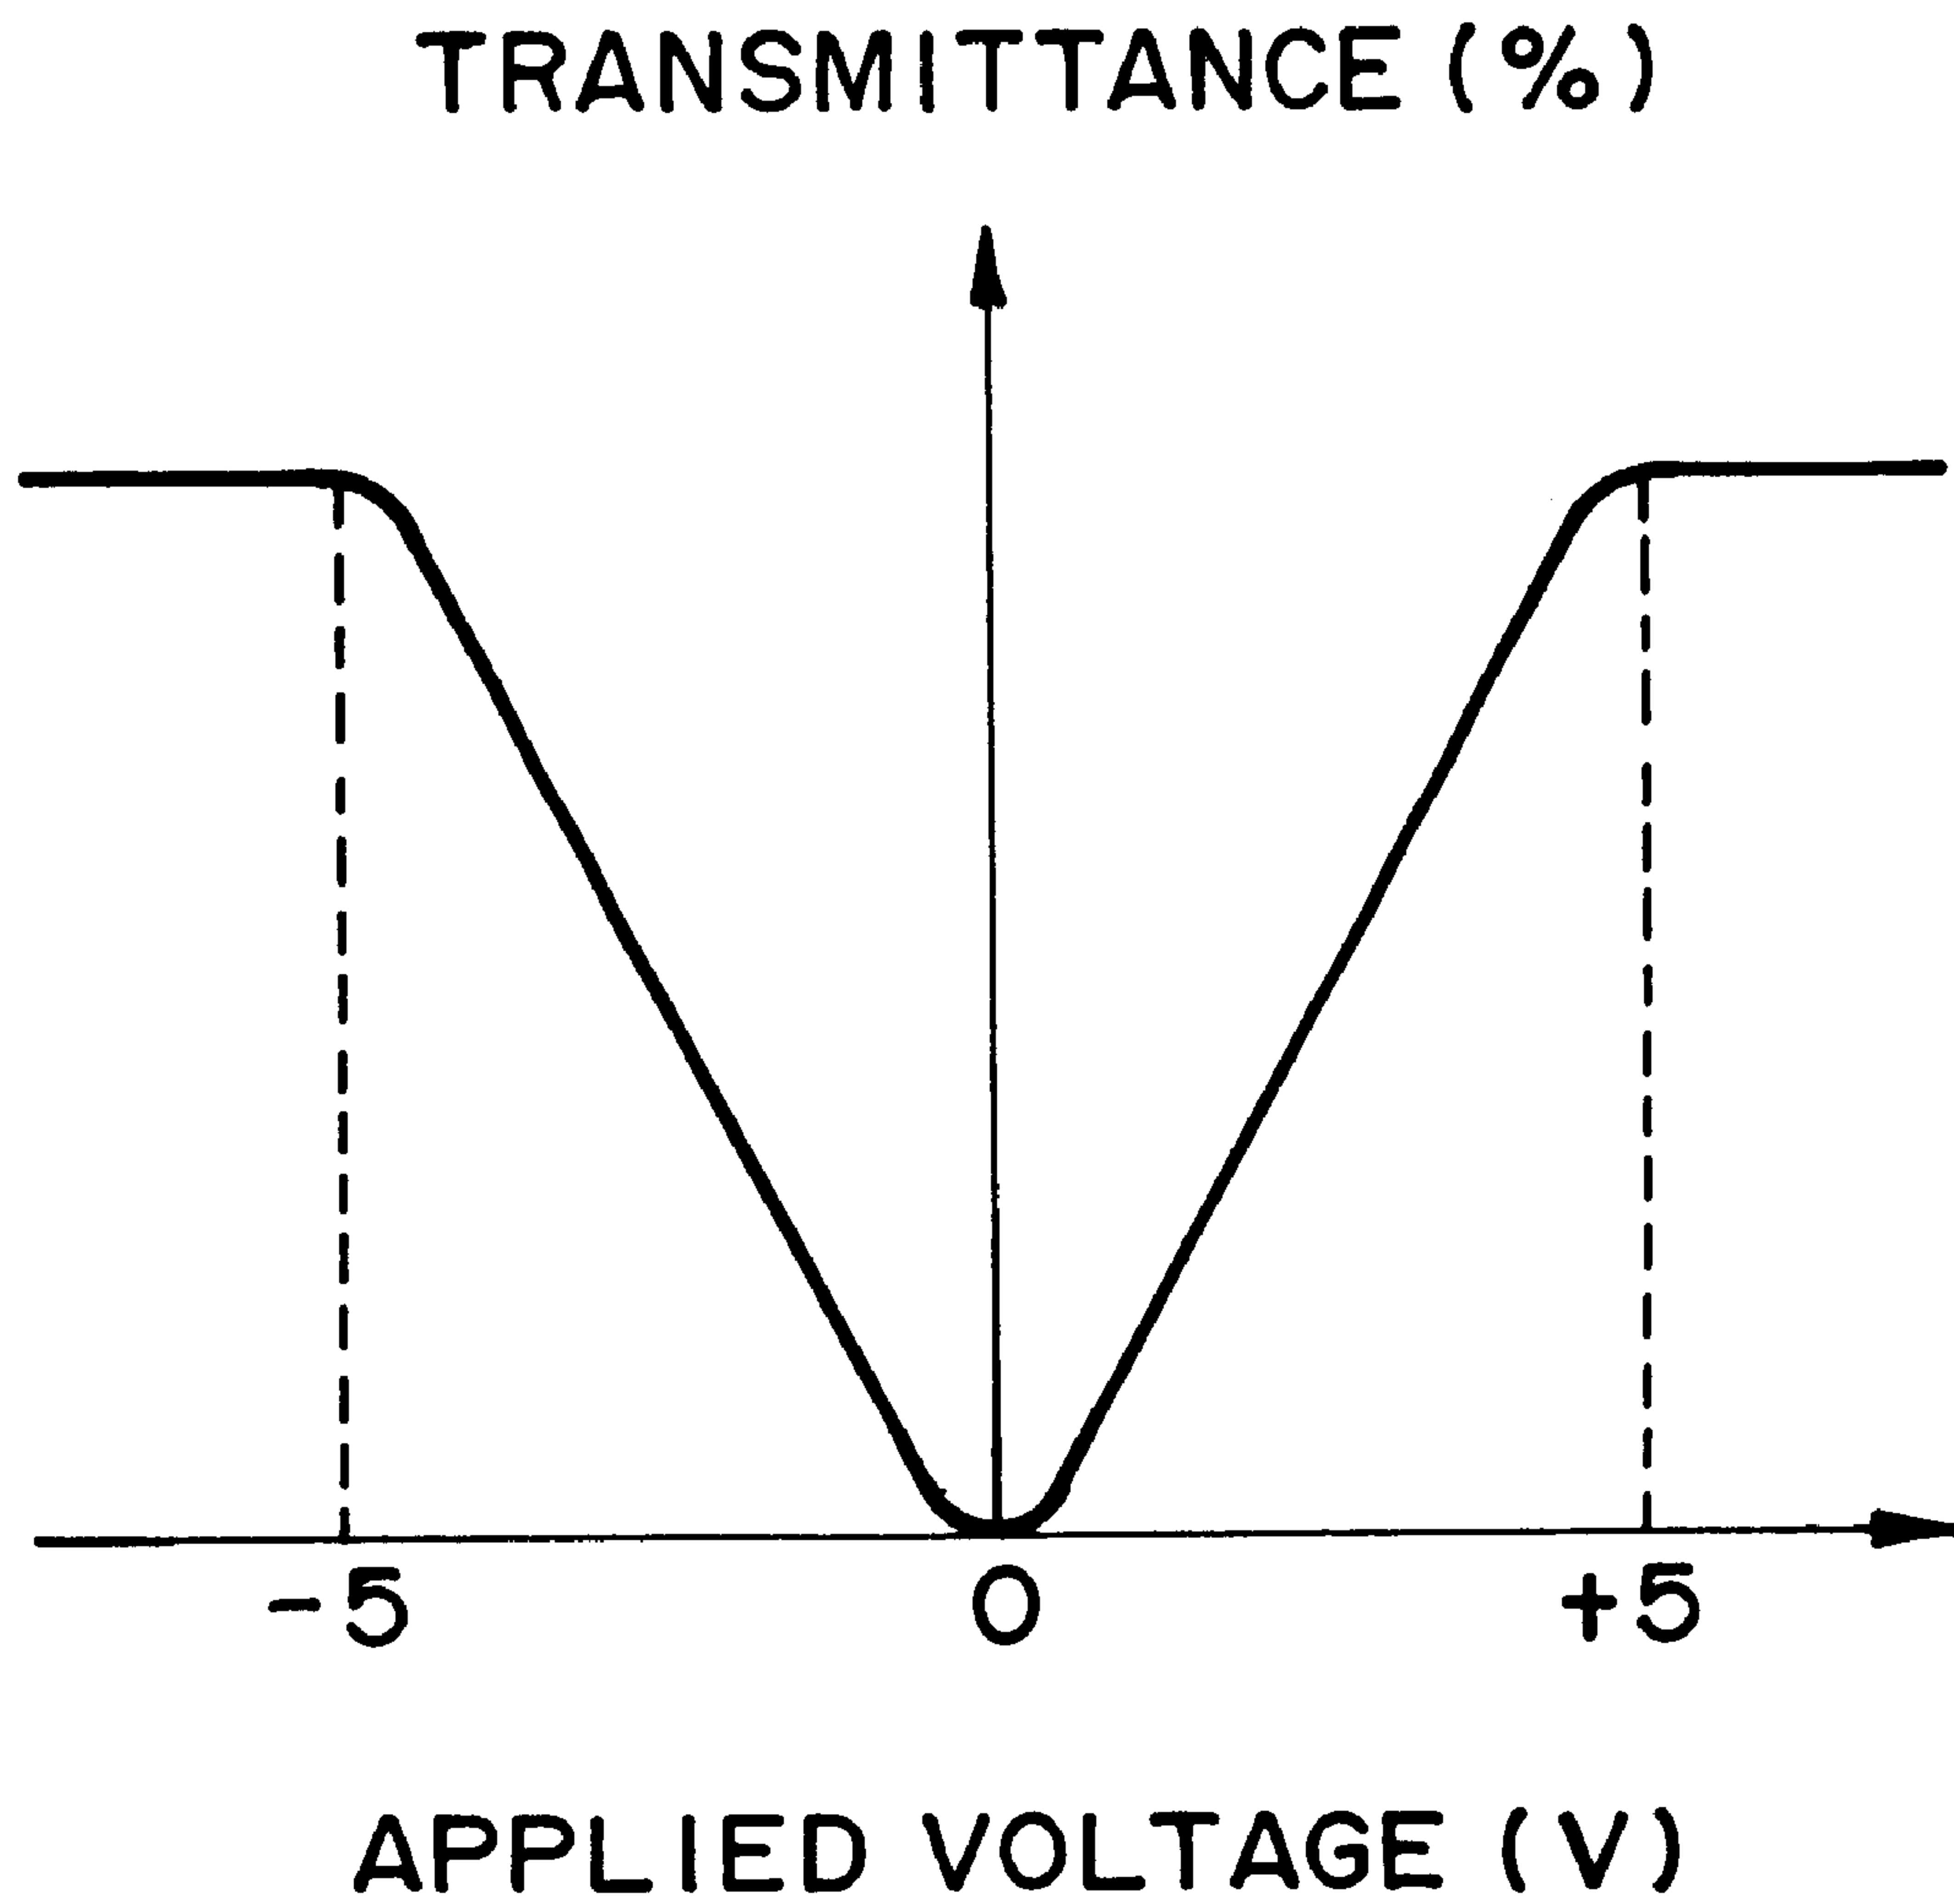 TRANSMITTANCE (%)
-5 0 +5
APPLIED VOLTAGE (V)